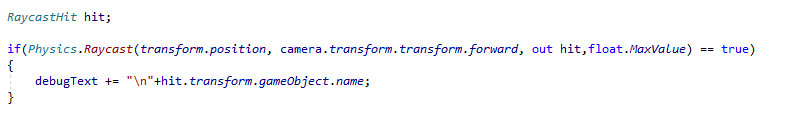 RaycastHit hit;
if(Physics.Raycast(transform.position, camera.transform.transform.forward, out hit,float.MaxValue) == true)
{
debugText += "\n"+hit.transform.gameObject.name;
}